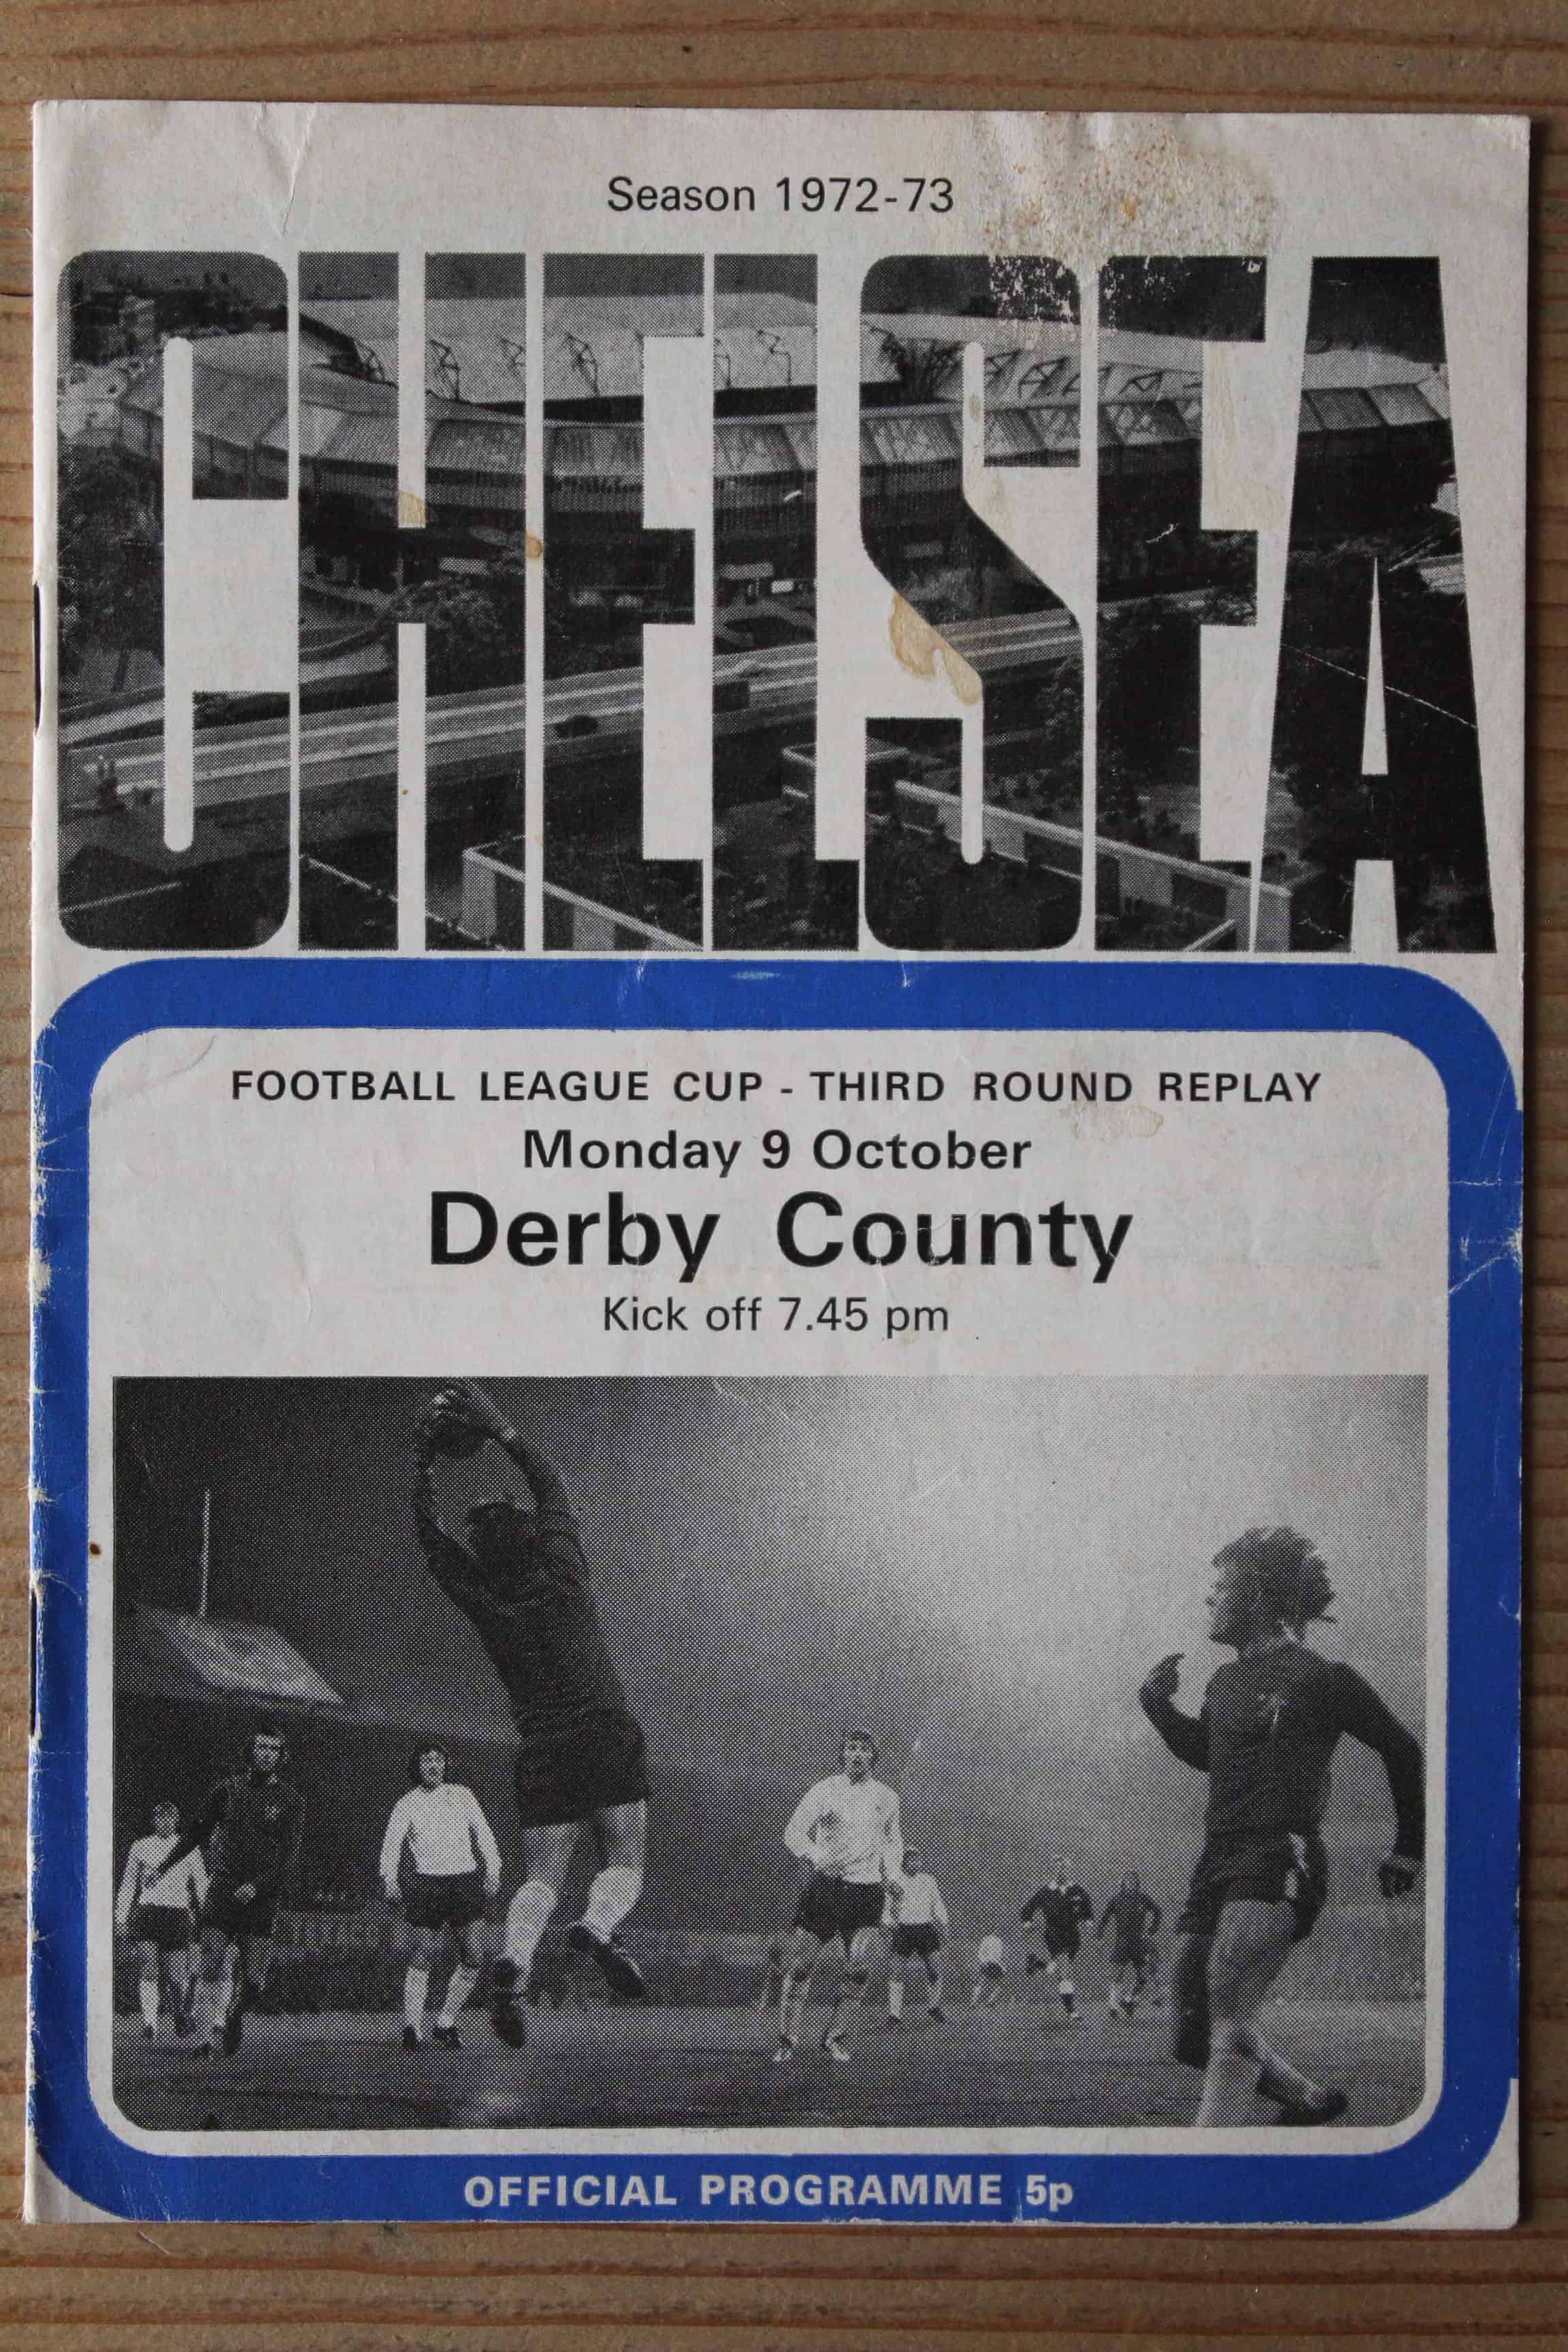 Season 1972-73
CHELSEA
FOOTBALL LEAGUE CUP - THIRD ROUND REPLAY
Monday 9 October
Derby County
Kick off 7.45 pm
OFFICIAL PROGRAMME 5p